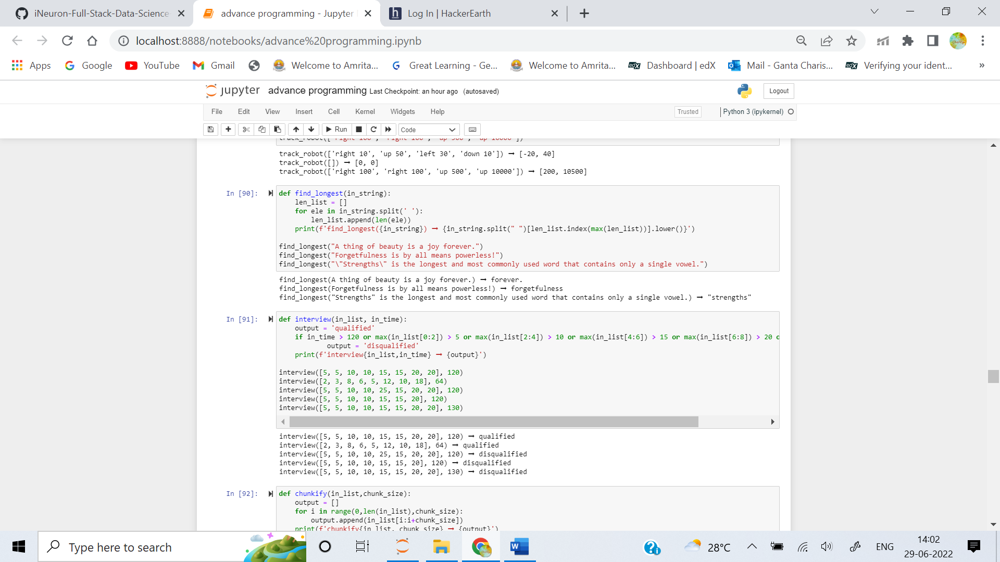 iNeuron-Full-Stack-Data-Science
advance programming - Jupyter
Log In | HackerEarth
localhost:8888/notebooks/advance%20programming.ipynb
Apps
Google
YouTube
Gmail
Welcome to Amrita...
Great Learning - Ge...
Welcome to Amrita...
Dashboard | edX
Mail - Ganta Charis...
Verifying your ident...
»
jupyter advance programming Last Checkpoint: an hour ago (autosaved)
Logout
File Edit View Insert Cell Kernel Widgets Help
Trusted
Python 3 (ipykernel)
Run
Code
track_robot(['right 100', 'right 100', 'up 500', 'up 10000'])
track_robot(['right 10', 'up 50', 'left 30', 'down 10']) ➞ [-20, 40]
track_robot([]) ➞ [0, 0]
track_robot(['right 100', 'right 100', 'up 500', 'up 10000']) ➞ [200, 10500]
In [90]:
def find_longest(in_string):
    len_list = []
    for ele in in_string.split(' '):
        len_list.append(len(ele))
    print(f'find_longest({in_string}) ➞ {in_string.split(" ")[len_list.index(max(len_list))].lower()}')
find_longest("A thing of beauty is a joy forever.")
find_longest("Forgetfulness is by all means powerless!")
find_longest("\"Strengths\" is the longest and most commonly used word that contains only a single vowel.")
find_longest(A thing of beauty is a joy forever.) ➞ forever.
find_longest(Forgetfulness is by all means powerless!) ➞ forgetfulness
find_longest("Strengths" is the longest and most commonly used word that contains only a single vowel.) ➞ "strengths"
In [91]:
def interview(in_list, in_time):
    output = 'qualified'
    if in_time > 120 or max(in_list[0:2]) > 5 or max(in_list[2:4]) > 10 or max(in_list[4:6]) > 15 or max(in_list[6:8]) > 20 o
            output = 'disqualified'
    print(f'interview{in_list,in_time} ➞ {output}')
interview([5, 5, 10, 10, 15, 15, 20, 20], 120)
interview([2, 3, 8, 6, 5, 12, 10, 18], 64)
interview([5, 5, 10, 10, 25, 15, 20, 20], 120)
interview([5, 5, 10, 10, 15, 15, 20], 120)
interview([5, 5, 10, 10, 15, 15, 20, 20], 130)
interview([5, 5, 10, 10, 15, 15, 20, 20], 120) ➞ qualified
interview([2, 3, 8, 6, 5, 12, 10, 18], 64) ➞ qualified
interview([5, 5, 10, 10, 25, 15, 20, 20], 120) ➞ disqualified
interview([5, 5, 10, 10, 15, 15, 20], 120) ➞ disqualified
interview([5, 5, 10, 10, 15, 15, 20, 20], 130) ➞ disqualified
In [92]:
def chunkify(in_list,chunk_size):
    output = []
    for i in range(0,len(in_list),chunk_size):
        output.append(in_list[i:i+chunk_size])
    print(f'chunkify{in_list, chunk_size} ➞ {output}')
Type here to search
28°C
ENG
14:02
29-06-2022